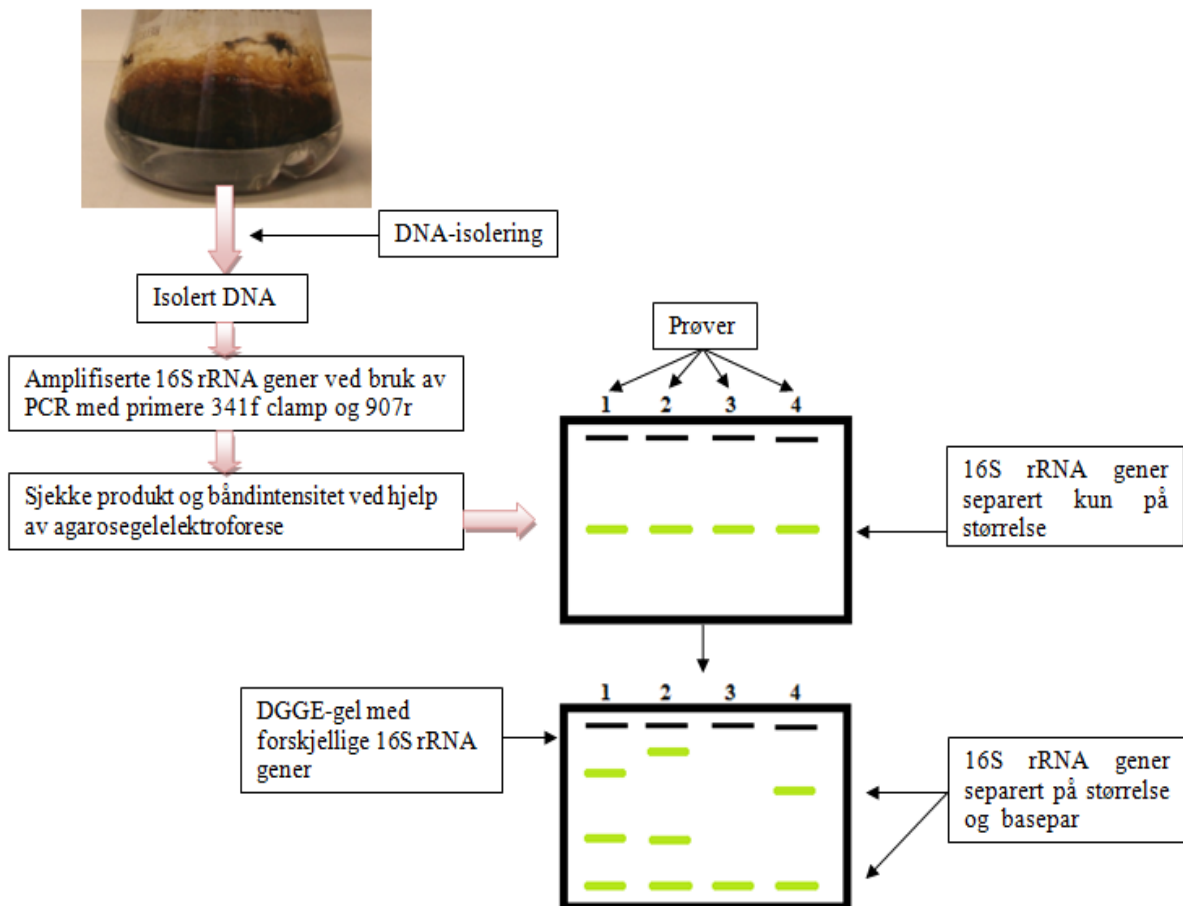 DNA-isolering
Isolert DNA
Amplifiserte 16S rRNA gener ved bruk av
PCR med primere 341f clamp og 907r
Sjekke produkt og båndintensitet ved hjelp
av agarosegelelektroforese
Prøver
1 2 3 4
16S rRNA gener
separert kun på
størrelse
1 2 3 4
DGGE-gel med
forskjellige 16S rRNA
gener
16S rRNA gener
separert på størrelse
og basepar